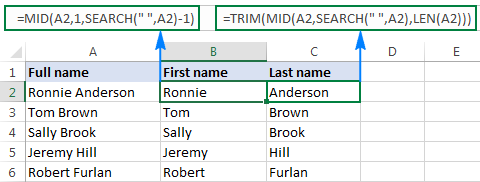 =MID(A2,1,SEARCH(" ",A2)-1) =TRIM(MID(A2,SEARCH(" ",A2),LEN(A2)))
A B C D E
1 Full name First name Last name
2 Ronnie Anderson Ronnie Anderson
3 Tom Brown Tom Brown
4 Sally Brook Sally Brook
5 Jeremy Hill Jeremy Hill
6 Robert Furlan Robert Furlan